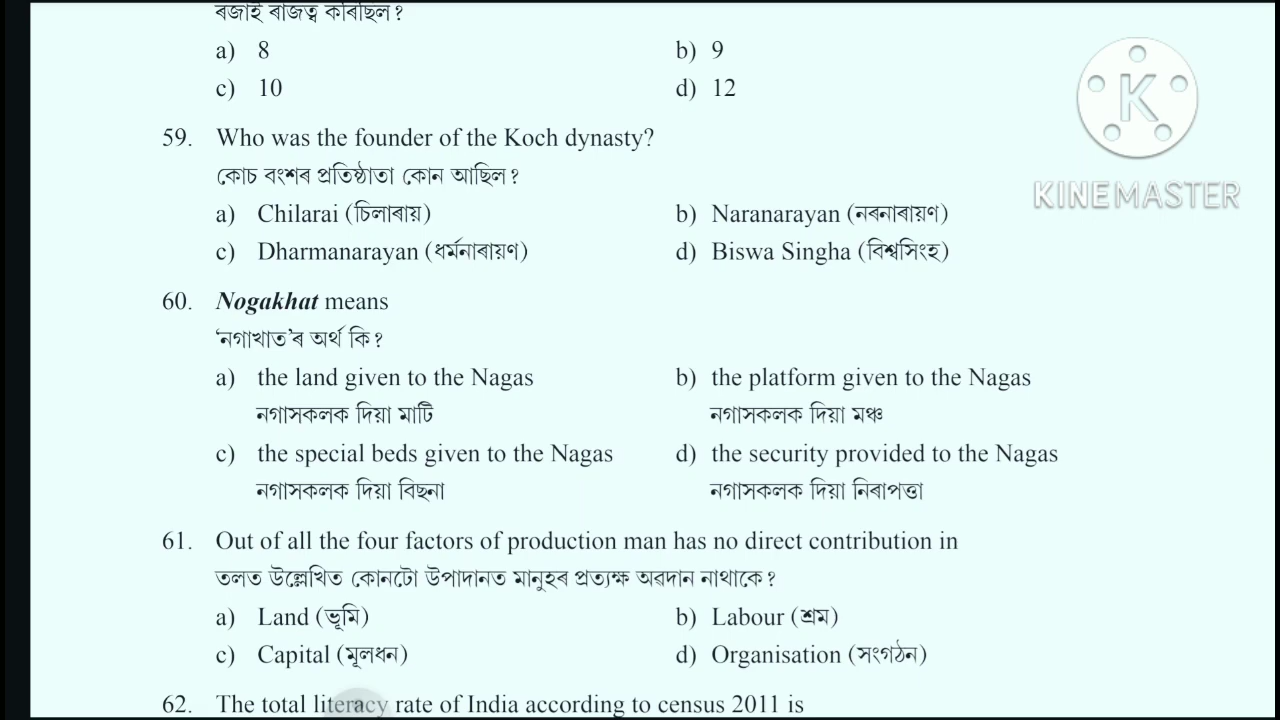 ৰজাই ৰাজত্ব কৰিছিল ?
a) 8 b) 9
c) 10 d) 12
59. Who was the founder of the Koch dynasty?
কোচ বংশৰ প্ৰতিষ্ঠাতা কোন আছিল ?
a) Chilarai (চিলাৰায়) b) Naranarayan (নৰনাৰায়ণ)
c) Dharmanarayan (ধৰ্মনাৰায়ণ) d) Biswa Singha (বিশ্বসিংহ)
60. Nogakhat means
‘নগাখাত’ৰ অৰ্থ কি ?
a) the land given to the Nagas b) the platform given to the Nagas
নগাসকলক দিয়া মাটি নগাসকলক দিয়া মঞ্চ
c) the special beds given to the Nagas d) the security provided to the Nagas
নগাসকলক দিয়া বিছনা নগাসকলক দিয়া নিৰাপত্তা
61. Out of all the four factors of production man has no direct contribution in
তলত উল্লেখিত কোনটো উপাদানত মানুহৰ প্ৰত্যক্ষ অৱদান নাথাকে ?
a) Land (ভূমি) b) Labour (শ্ৰম)
c) Capital (মূলধন) d) Organisation (সংগঠন)
62. The total literacy rate of India according to census 2011 is
K
KINEMASTER